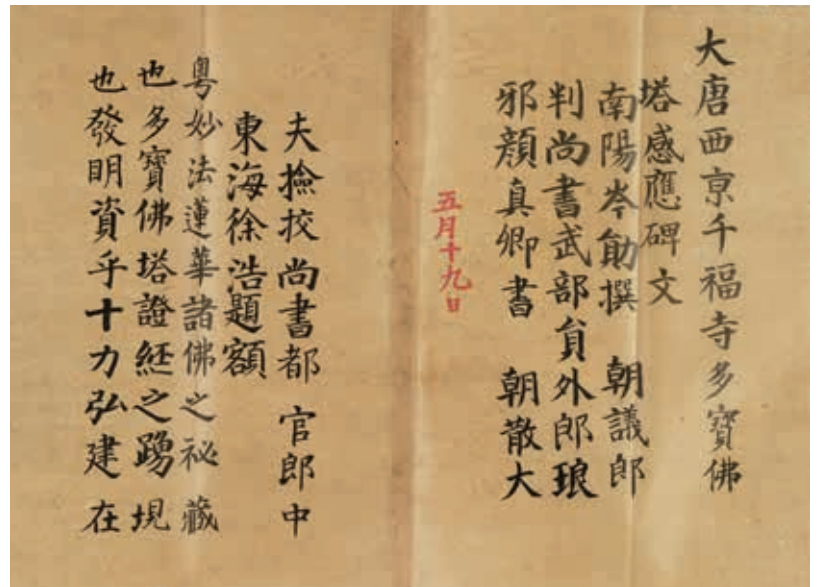 大唐西京千福寺多寶佛
塔感應碑文
南陽岑勛撰 朝議郎
判尚書武部員外郎琅
邪顏真卿書 朝散大
五月十九日
夫撿挍尚書都官郎中
東海徐浩題額
粵妙法蓮華諸佛之祕藏
也多寶佛塔證經之踴現
也發明資乎十力弘建在